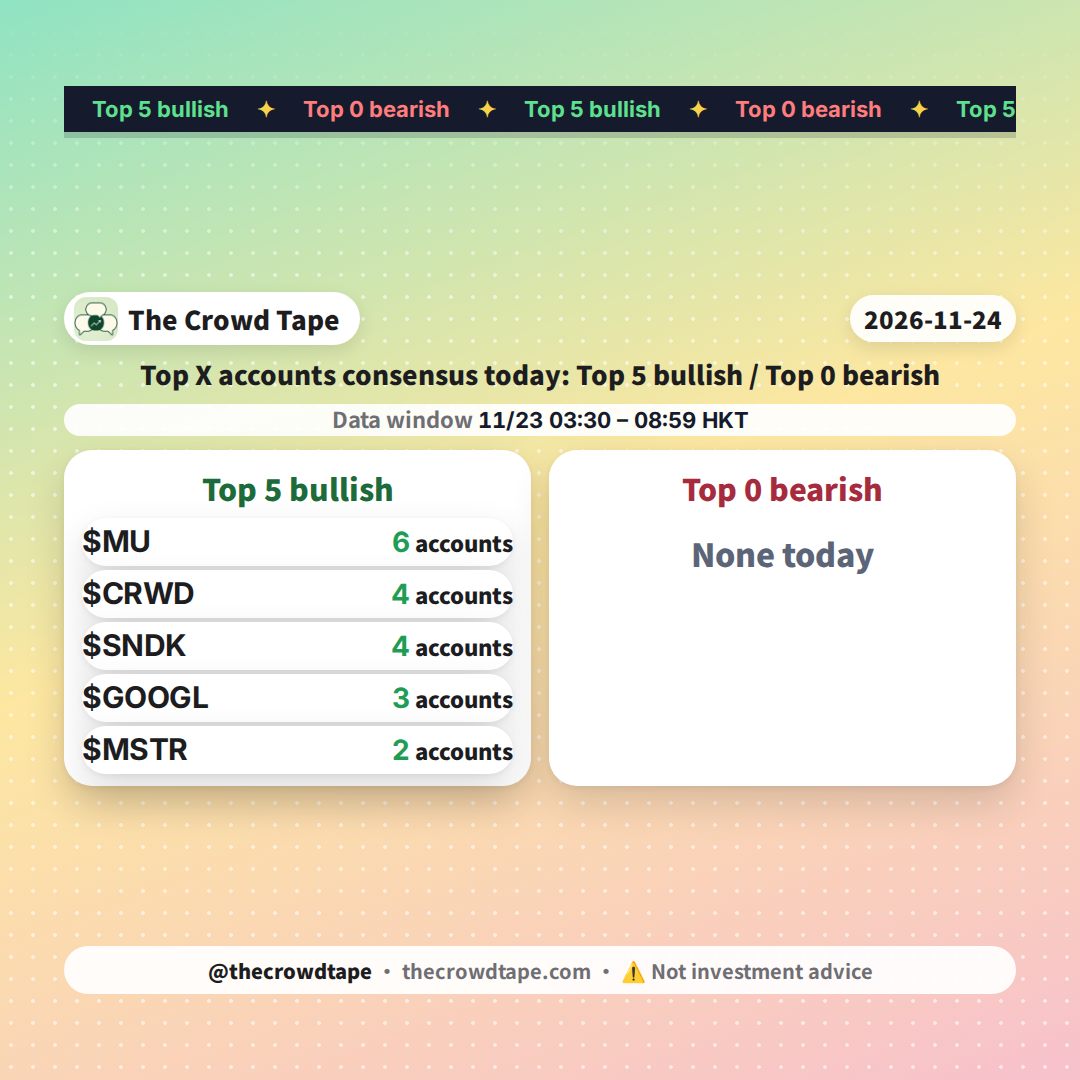 Top 5 bullish ✦ Top 0 bearish ✦ Top 5 bullish ✦ Top 0 bearish ✦ Top 5
The Crowd Tape
2026-11-24
Top X accounts consensus today: Top 5 bullish / Top 0 bearish
Data window 11/23 03:30 – 08:59 HKT
Top 5 bullish
$MU 6 accounts
$CRWD 4 accounts
$SNDK 4 accounts
$GOOGL 3 accounts
$MSTR 2 accounts
Top 0 bearish
None today
@thecrowdtape • thecrowdtape.com • ⚠️ Not investment advice